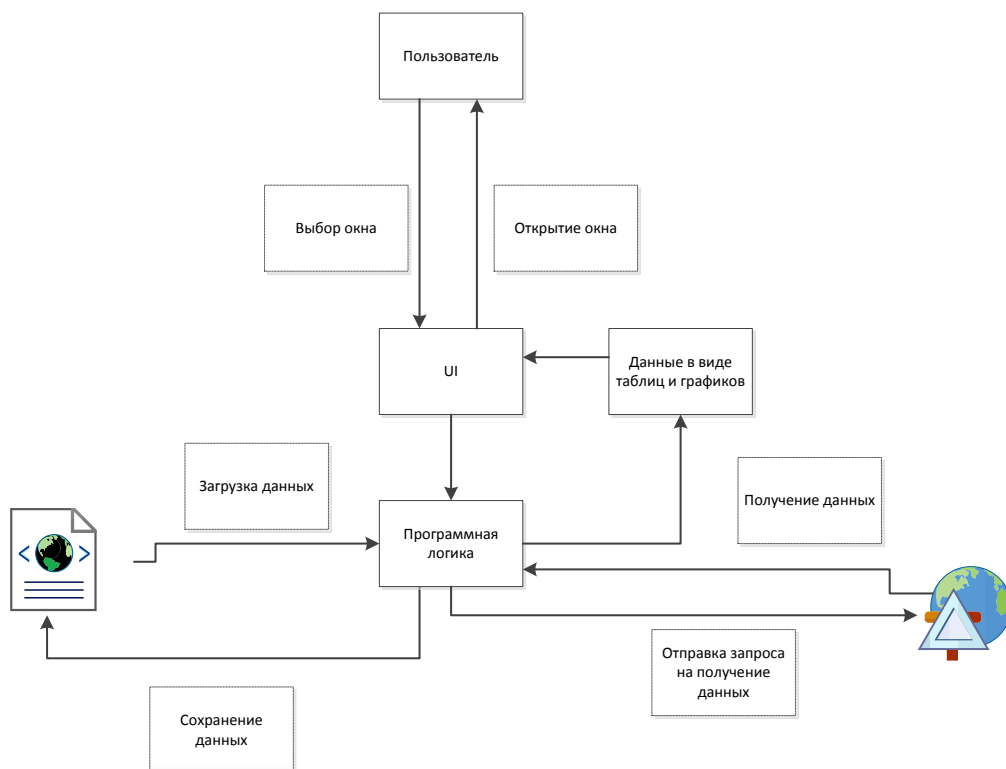 Пользователь
Выбор окна
Открытие окна
UI
Данные в виде
таблиц и графиков
Загрузка данных
Получение данных
Программная
логика
Отправка запроса
на получение
данных
Сохранение
данных